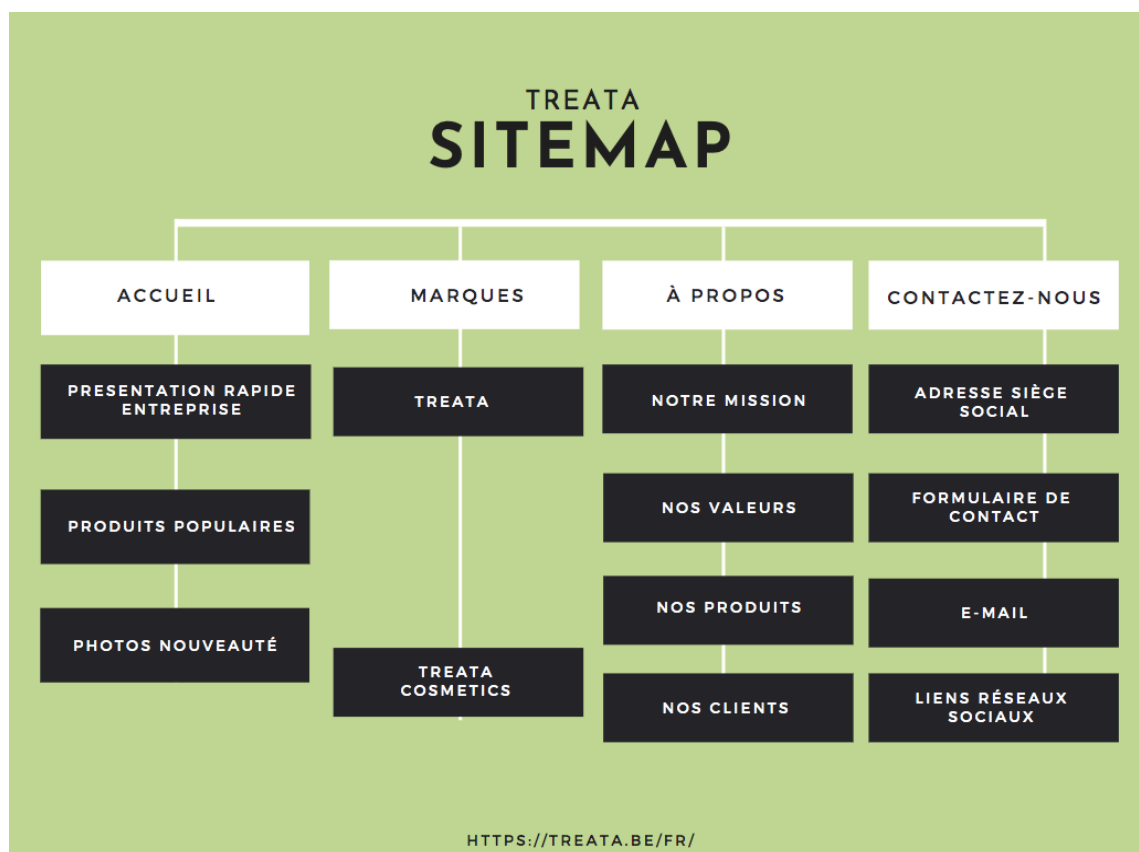 TREATA
SITEMAP
ACCUEIL
PRESENTATION RAPIDE
ENTREPRISE
PRODUITS POPULAIRES
PHOTOS NOUVEAUTÉ
MARQUES
TREATA
TREATA
COSMETICS
À PROPOS
NOTRE MISSION
NOS VALEURS
NOS PRODUITS
NOS CLIENTS
CONTACTEZ-NOUS
ADRESSE SIÈGE
SOCIAL
FORMULAIRE DE
CONTACT
E-MAIL
LIENS RÉSEAUX
SOCIAUX
HTTPS://TREATA.BE/FR/